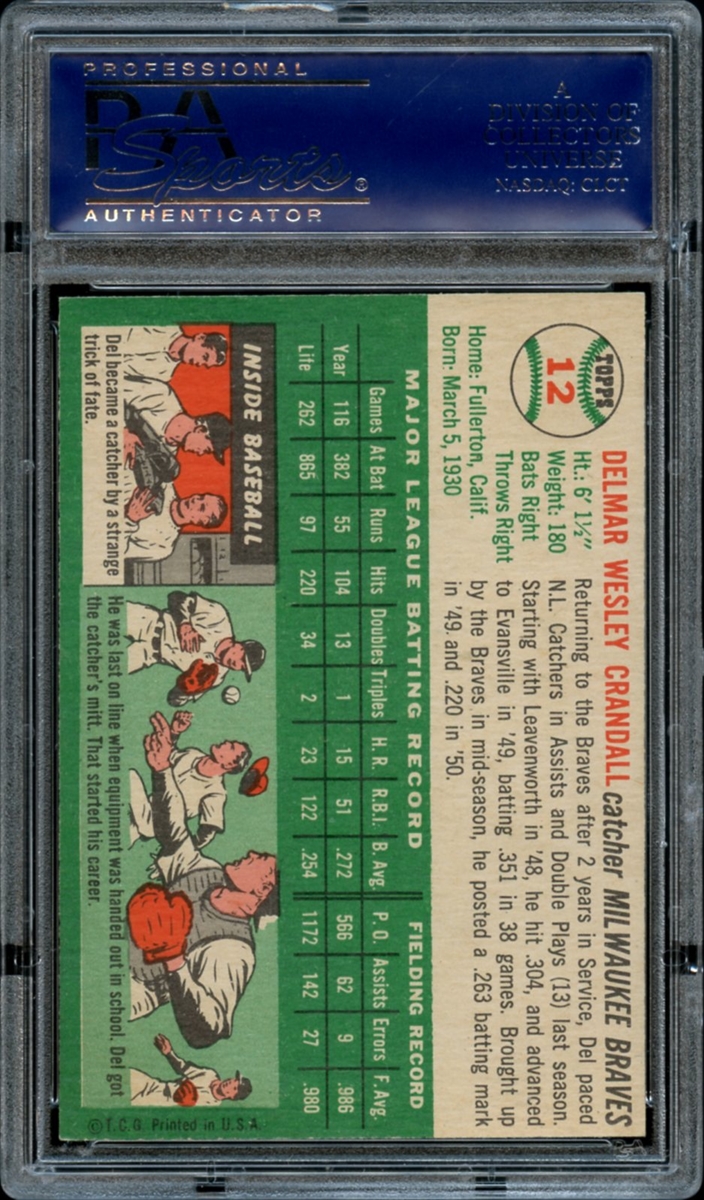 PROFESSIONAL
PSA
Sports®
AUTHENTICATOR
A
DIVISION OF
COLLECTORS
UNIVERSE
NASDAQ: CLCT
TOPPS
12
DELMAR WESLEY CRANDALL catcher MILWAUKEE BRAVES
Ht.: 6' 1½"
Weight: 180
Bats Right
Throws Right
Home: Fullerton, Calif.
Born: March 5, 1930
Returning to the Braves after 2 years in Service, Del paced
N.L. Catchers in Assists and Double Plays (13) last season.
Starting with Leavenworth in '48, he hit .304, and advanced
to Evansville in '49, batting .351 in 38 games. Brought up
by the Braves in mid-season, he posted a .263 batting mark
in '49 and .220 in '50.
MAJOR LEAGUE BATTING RECORD FIELDING RECORD
Games At Bat Runs Hits Doubles Triples H. R. R.B.I. B. Avg. P. O. Assists Errors F. Avg.
Year 116 382 55 104 13 1 15 51 .272 566 62 9 .986
Life 262 865 97 220 34 2 23 122 .254 1172 142 27 .980
INSIDE BASEBALL
Del became a catcher by a strange
trick of fate.
He was last on line when equipment was handed out in school. Del got
the catcher's mitt. That started his career.
©T.C.G. Printed in U.S.A.